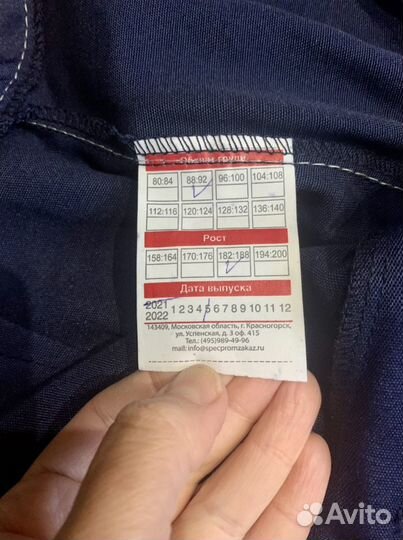 Объем груди
80:84 88:92 96:100 104:108
112:116 120:124 128:132 136:140
Рост
158:164 170:176 182:188 194:200
Дата выпуска
2021
2022 1 2 3 4 5 6 7 8 9 10 11 12
143409, Московская область, г. Красногорск,
ул. Успенская, д. 3 оф. 415
Тел.: (495)989-49-96
mail: info@specpromzakaz.ru
Avito